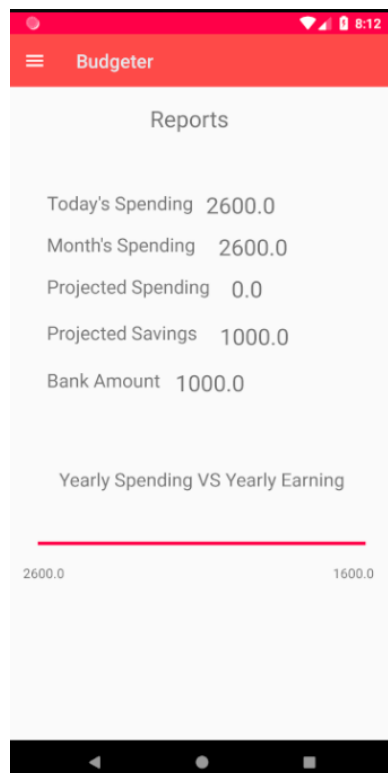 8:12
Budgeter
Reports
Today's Spending 2600.0
Month's Spending 2600.0
Projected Spending 0.0
Projected Savings 1000.0
Bank Amount 1000.0
Yearly Spending VS Yearly Earning
2600.0 1600.0